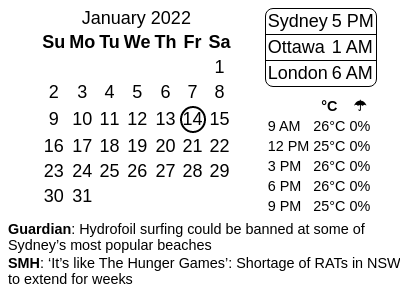 January 2022
Su Mo Tu We Th Fr Sa
1
2 3 4 5 6 7 8
9 10 11 12 13 14 15
16 17 18 19 20 21 22
23 24 25 26 27 28 29
30 31
Sydney 5 PM
Ottawa 1 AM
London 6 AM
°C ☂
9 AM 26°C 0%
12 PM 25°C 0%
3 PM 26°C 0%
6 PM 26°C 0%
9 PM 25°C 0%
Guardian: Hydrofoil surfing could be banned at some of
Sydney's most popular beaches
SMH: ‘It's like The Hunger Games’: Shortage of RATs in NSW
to extend for weeks